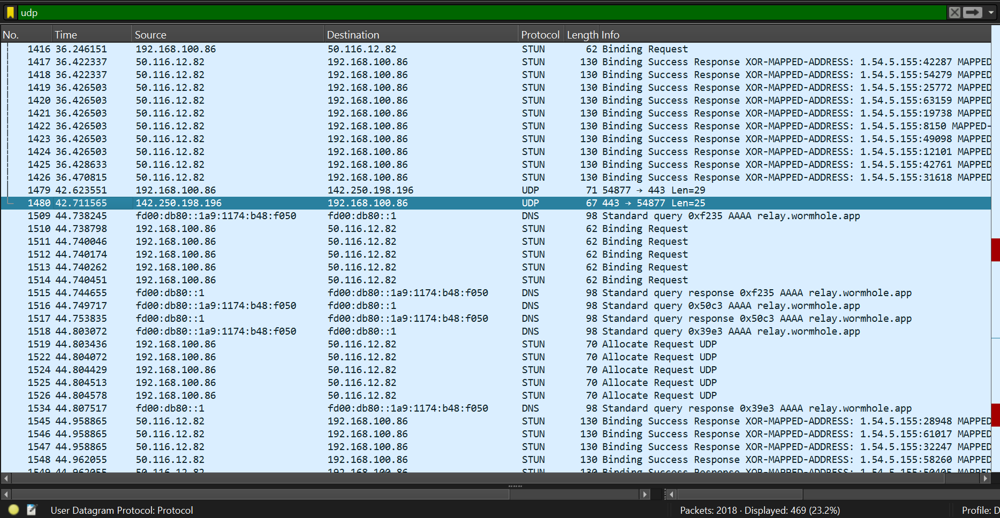 udp
No. Time Source Destination Protocol Length Info
1416 36.246151 192.168.100.86 50.116.12.82 STUN 62 Binding Request
1417 36.422337 50.116.12.82 192.168.100.86 STUN 130 Binding Success Response XOR-MAPPED-ADDRESS: 1.54.5.155:42287 MAPPED
1418 36.422337 50.116.12.82 192.168.100.86 STUN 130 Binding Success Response XOR-MAPPED-ADDRESS: 1.54.5.155:54279 MAPPED
1419 36.426503 50.116.12.82 192.168.100.86 STUN 130 Binding Success Response XOR-MAPPED-ADDRESS: 1.54.5.155:25772 MAPPED
1420 36.426503 50.116.12.82 192.168.100.86 STUN 130 Binding Success Response XOR-MAPPED-ADDRESS: 1.54.5.155:63159 MAPPED
1421 36.426503 50.116.12.82 192.168.100.86 STUN 130 Binding Success Response XOR-MAPPED-ADDRESS: 1.54.5.155:19738 MAPPED
1422 36.426503 50.116.12.82 192.168.100.86 STUN 130 Binding Success Response XOR-MAPPED-ADDRESS: 1.54.5.155:8150 MAPPED-
1423 36.426503 50.116.12.82 192.168.100.86 STUN 130 Binding Success Response XOR-MAPPED-ADDRESS: 1.54.5.155:49098 MAPPED
1424 36.426503 50.116.12.82 192.168.100.86 STUN 130 Binding Success Response XOR-MAPPED-ADDRESS: 1.54.5.155:12101 MAPPED
1425 36.428633 50.116.12.82 192.168.100.86 STUN 130 Binding Success Response XOR-MAPPED-ADDRESS: 1.54.5.155:42761 MAPPED
1426 36.470815 50.116.12.82 192.168.100.86 STUN 130 Binding Success Response XOR-MAPPED-ADDRESS: 1.54.5.155:31618 MAPPED
1479 42.623551 192.168.100.86 142.250.198.196 UDP 71 54877 → 443 Len=29
1480 42.711565 142.250.198.196 192.168.100.86 UDP 67 443 → 54877 Len=25
1509 44.738245 fd00:db80::1a9:1174:b48:f050 fd00:db80::1 DNS 98 Standard query 0xf235 AAAA relay.wormhole.app
1510 44.738798 192.168.100.86 50.116.12.82 STUN 62 Binding Request
1511 44.740046 192.168.100.86 50.116.12.82 STUN 62 Binding Request
1512 44.740174 192.168.100.86 50.116.12.82 STUN 62 Binding Request
1513 44.740262 192.168.100.86 50.116.12.82 STUN 62 Binding Request
1514 44.740451 192.168.100.86 50.116.12.82 STUN 62 Binding Request
1515 44.744655 fd00:db80::1 fd00:db80::1a9:1174:b48:f050 DNS 98 Standard query response 0xf235 AAAA relay.wormhole.app
1516 44.749717 fd00:db80::1a9:1174:b48:f050 fd00:db80::1 DNS 98 Standard query 0x50c3 AAAA relay.wormhole.app
1517 44.753835 fd00:db80::1 fd00:db80::1a9:1174:b48:f050 DNS 98 Standard query response 0x50c3 AAAA relay.wormhole.app
1518 44.803072 fd00:db80::1a9:1174:b48:f050 fd00:db80::1 DNS 98 Standard query 0x39e3 AAAA relay.wormhole.app
1519 44.803436 192.168.100.86 50.116.12.82 STUN 70 Allocate Request UDP
1522 44.804072 192.168.100.86 50.116.12.82 STUN 70 Allocate Request UDP
1524 44.804429 192.168.100.86 50.116.12.82 STUN 70 Allocate Request UDP
1525 44.804513 192.168.100.86 50.116.12.82 STUN 70 Allocate Request UDP
1526 44.804578 192.168.100.86 50.116.12.82 STUN 70 Allocate Request UDP
1534 44.807517 fd00:db80::1 fd00:db80::1a9:1174:b48:f050 DNS 98 Standard query response 0x39e3 AAAA relay.wormhole.app
1545 44.958865 50.116.12.82 192.168.100.86 STUN 130 Binding Success Response XOR-MAPPED-ADDRESS: 1.54.5.155:28948 MAPPED
1546 44.958865 50.116.12.82 192.168.100.86 STUN 130 Binding Success Response XOR-MAPPED-ADDRESS: 1.54.5.155:61017 MAPPED
1547 44.958865 50.116.12.82 192.168.100.86 STUN 130 Binding Success Response XOR-MAPPED-ADDRESS: 1.54.5.155:32247 MAPPED
1548 44.962055 50.116.12.82 192.168.100.86 STUN 130 Binding Success Response XOR-MAPPED-ADDRESS: 1.54.5.155:58260 MAPPED
1549 44.962055 50.116.12.82 192.168.100.86 STUN 130 Binding Success Response XOR-MAPPED-ADDRESS: MAPPED
User Datagram Protocol: Protocol Packets: 2018 · Displayed: 469 (23.2%) Profile: D